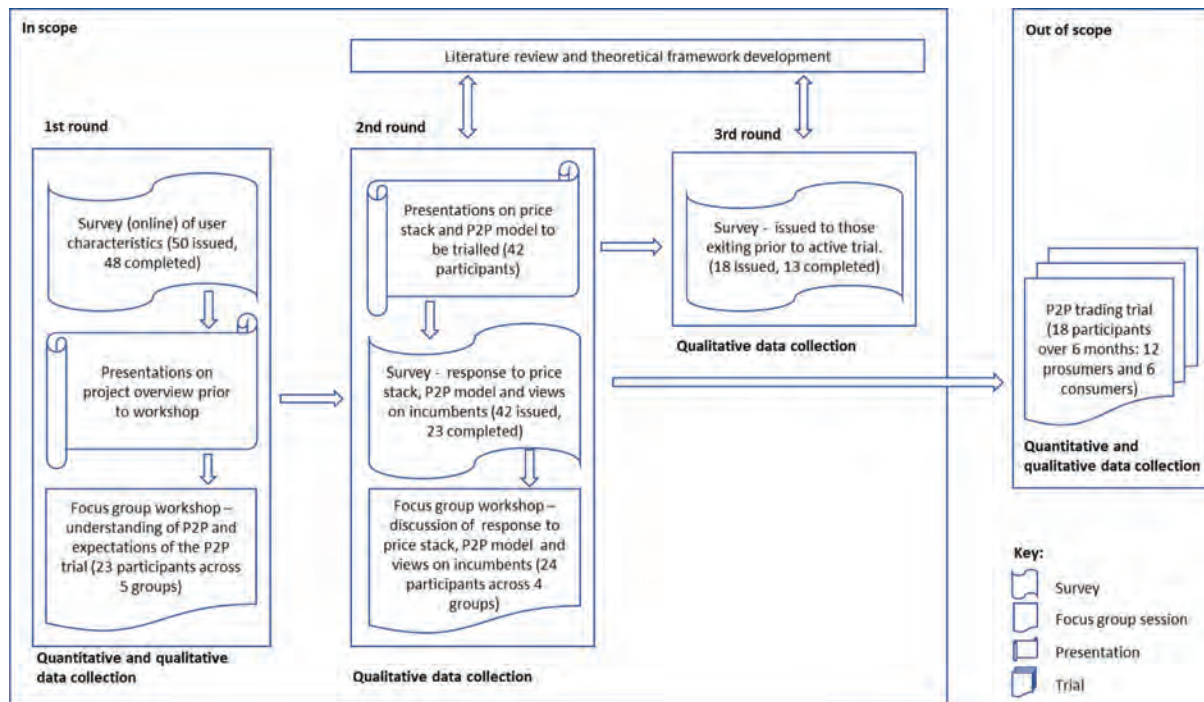 In scope
Literature review and theoretical framework development
1st round
Survey (online) of user
characteristics (50 issued,
48 completed)
Presentations on
project overview prior
to workshop
Focus group workshop –
understanding of P2P and
expectations of the P2P
trial (23 participants across
5 groups)
Quantitative and qualitative
data collection
2nd round
Presentations on price
stack and P2P model to
be trialled (42
participants)
Survey - response to price
stack, P2P model and views
on incumbents (42 issued,
23 completed)
Focus group workshop –
discussion of response to
price stack, P2P model and
views on incumbents (24
participants across 4
groups)
Qualitative data collection
3rd round
Survey - issued to those
exiting prior to active trial.
(18 issued, 13 completed)
Qualitative data collection
Out of scope
P2P trading trial
(18 participants
over 6 months: 12
prosumers and 6
consumers)
Quantitative and
qualitative data collection
Key:
Survey
Focus group session
Presentation
Trial